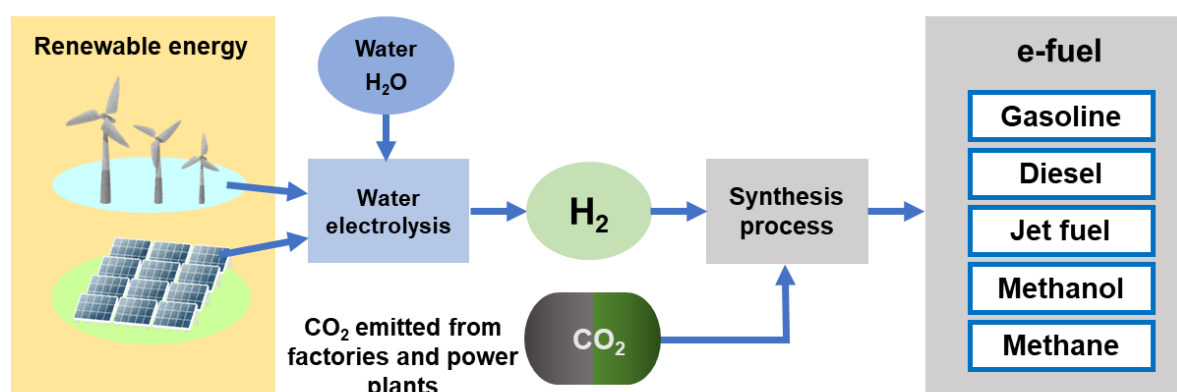 Renewable energy
Water
H₂O
Water
electrolysis
H₂
Synthesis
process
CO₂ emitted from
factories and power
plants
CO₂
e-fuel
Gasoline
Diesel
Jet fuel
Methanol
Methane